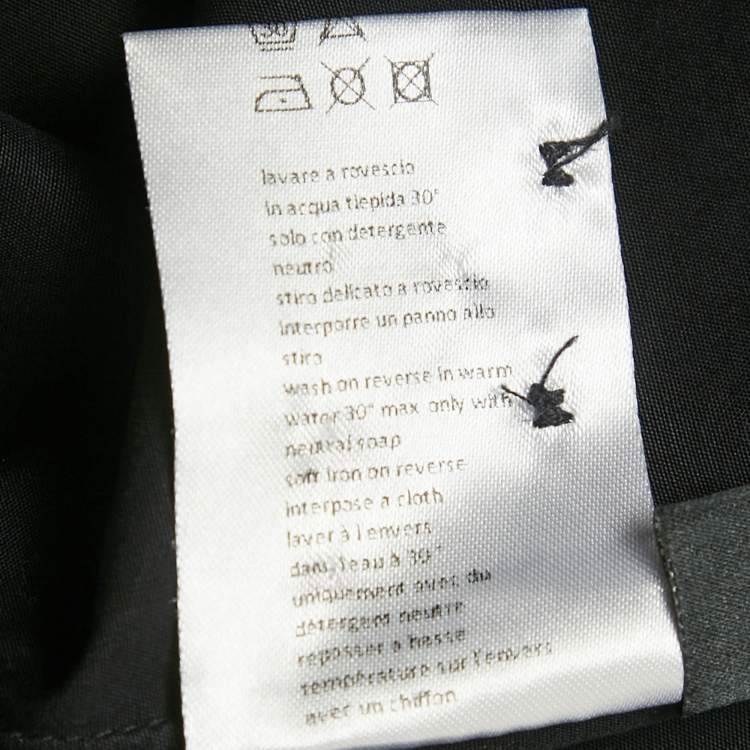 30
lavare a rovescio
in acqua tiepida 30°
solo con detergente
neutro
stiro delicato a rovescio
interporre un panno allo
stiro
wash on reverse in warm
water 30° max only with
neutral soap
soft iron on reverse
interpose a cloth
laver à l'envers
dans l'eau à 30°
uniquement avec du
détergent neutre
repasser a basse
température sur l'envers
avec un chiffon